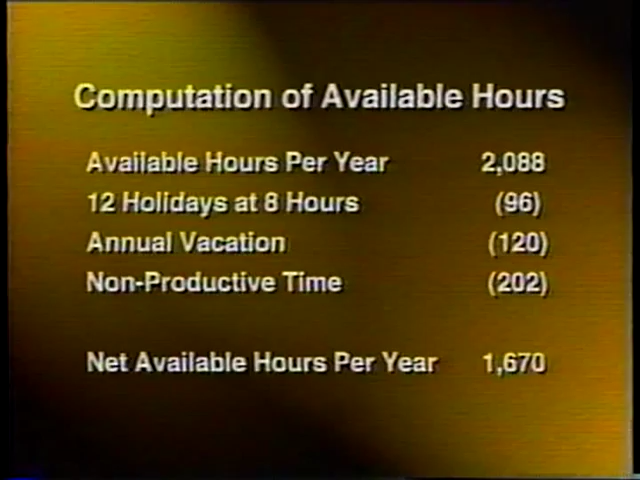 Computation of Available Hours
Available Hours Per Year 2,088
12 Holidays at 8 Hours (96)
Annual Vacation (120)
Non-Productive Time (202)
Net Available Hours Per Year 1,670